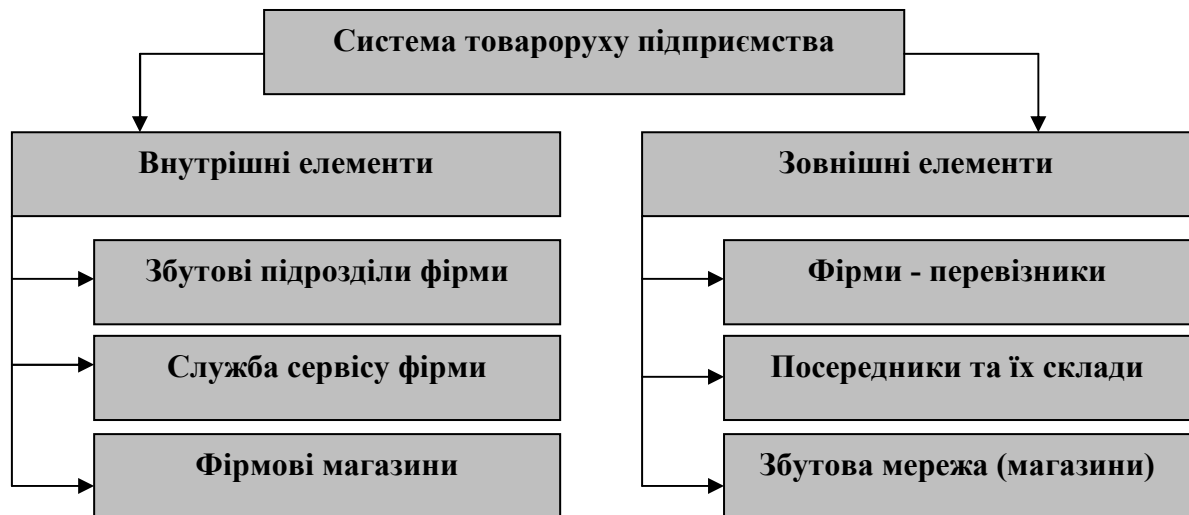 Система товароруху підприємства
Внутрішні елементи
Збутові підрозділи фірми
Служба сервісу фірми
Фірмові магазини
Зовнішні елементи
Фірми - перевізники
Посередники та їх склади
Збутова мережа (магазини)